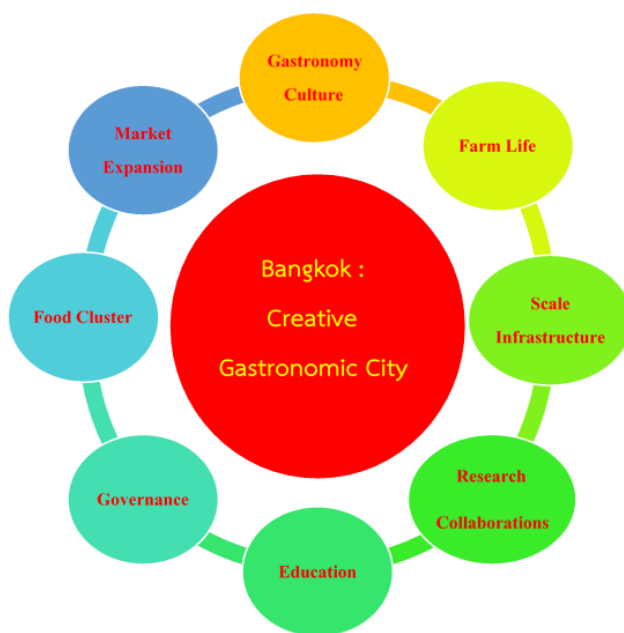 Gastronomy
Culture
Farm Life
Scale
Infrastructure
Research
Collaborations
Education
Governance
Food Cluster
Market
Expansion
Bangkok :
Creative
Gastronomic City